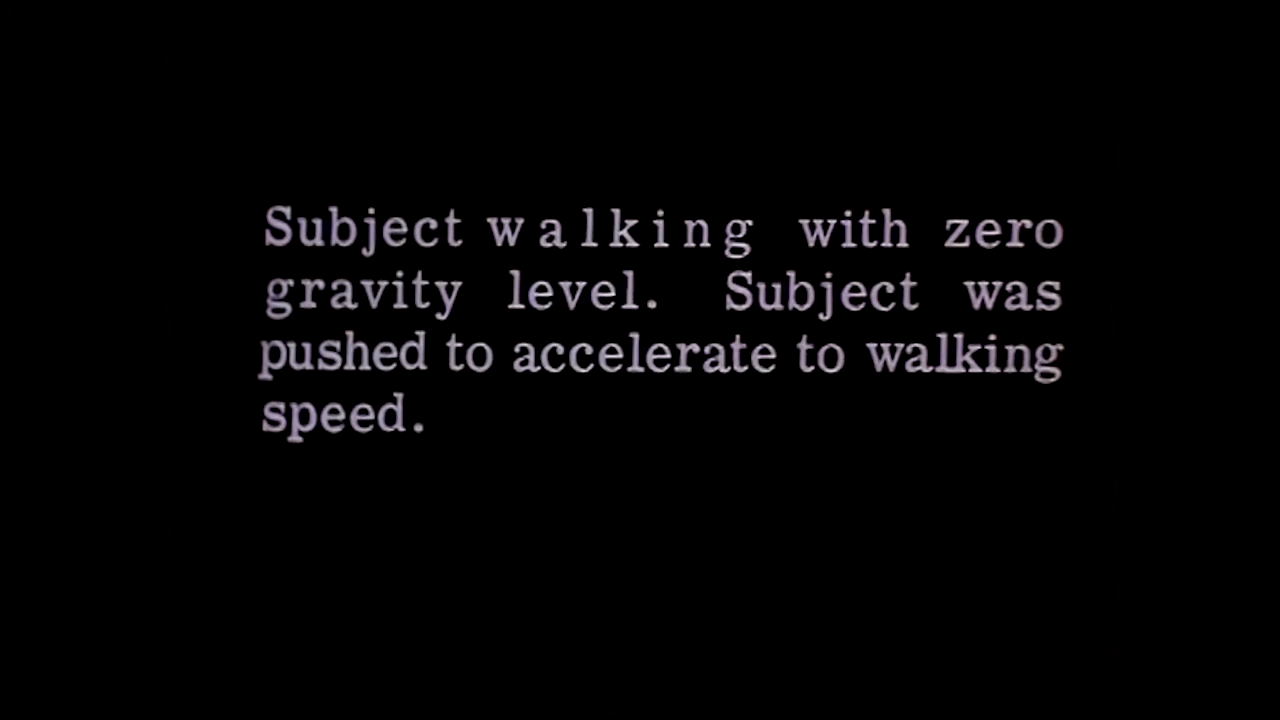 Subject walking with zero
gravity level. Subject was
pushed to accelerate to walking
speed.